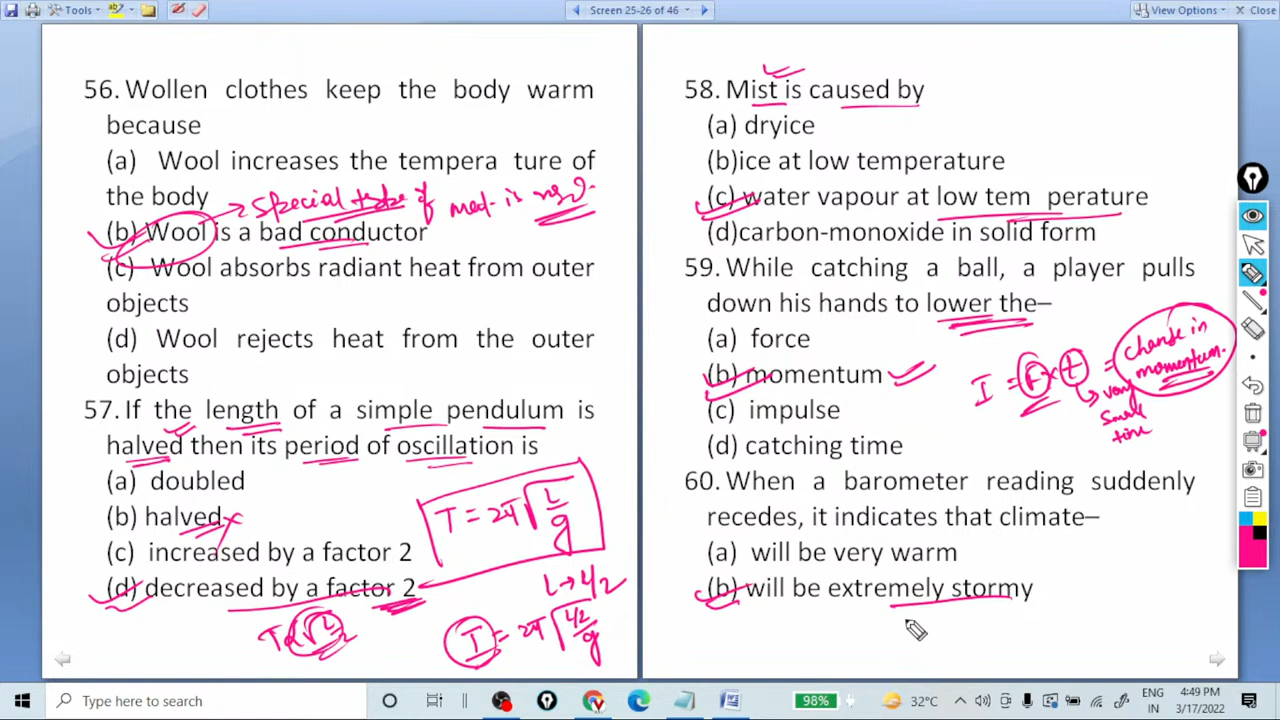 Tools
Screen 25-26 of 46
View Options
Close
56. Wollen clothes keep the body warm
because
(a) Wool increases the tempera ture of
the body
special type of mat. is used.
(b) Wool is a bad conductor
(c) Wool absorbs radiant heat from outer
objects
(d) Wool rejects heat from the outer
objects
57. If the length of a simple pendulum is
halved then its period of oscillation is
(a) doubled
(b) halved
(c) increased by a factor 2
(d) decreased by a factor 2
T = 2π√L/g
L → L/2
T = 2π√L/2/g
58. Mist is caused by
(a) dryice
(b)ice at low temperature
(c) water vapour at low tem perature
(d)carbon-monoxide in solid form
59. While catching a ball, a player pulls
down his hands to lower the–
(a) force
(b) momentum
(c) impulse
(d) catching time
I = F × t = change in
momentum.
very
small
time
60. When a barometer reading suddenly
recedes, it indicates that climate–
(a) will be very warm
(b) will be extremely stormy
Type here to search
98%
32°C
ENG
IN
4:49 PM
3/17/2022